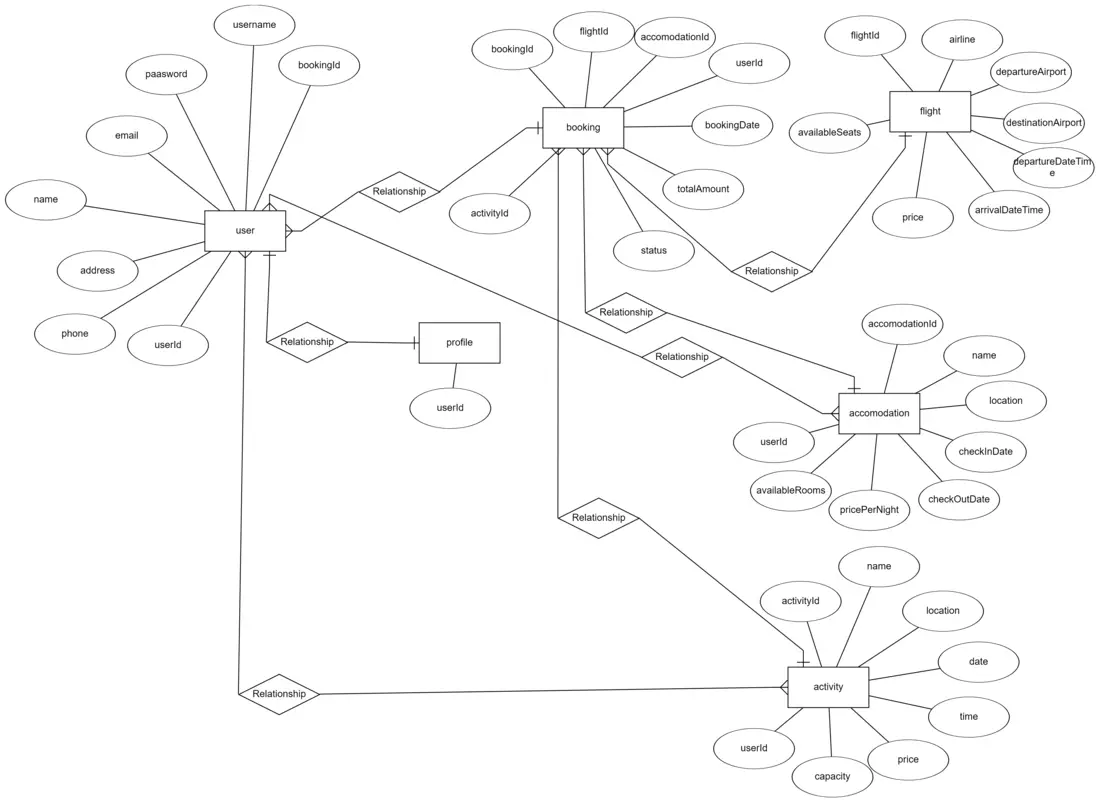 username
bookingId
paasword
email
name
user
address
phone
userId
Relationship
bookingId
flightId
accomodationId
userId
booking
bookingDate
totalAmount
activityId
status
flightId
airline
departureAirport
flight
destinationAirport
availableSeats
departureDateTim
e
arrivalDateTime
price
Relationship
Relationship
profile
userId
Relationship
Relationship
accomodationId
name
location
accomodation
checkInDate
userId
checkOutDate
availableRooms
pricePerNight
Relationship
name
activityId
location
date
activity
time
userId
price
capacity
Relationship